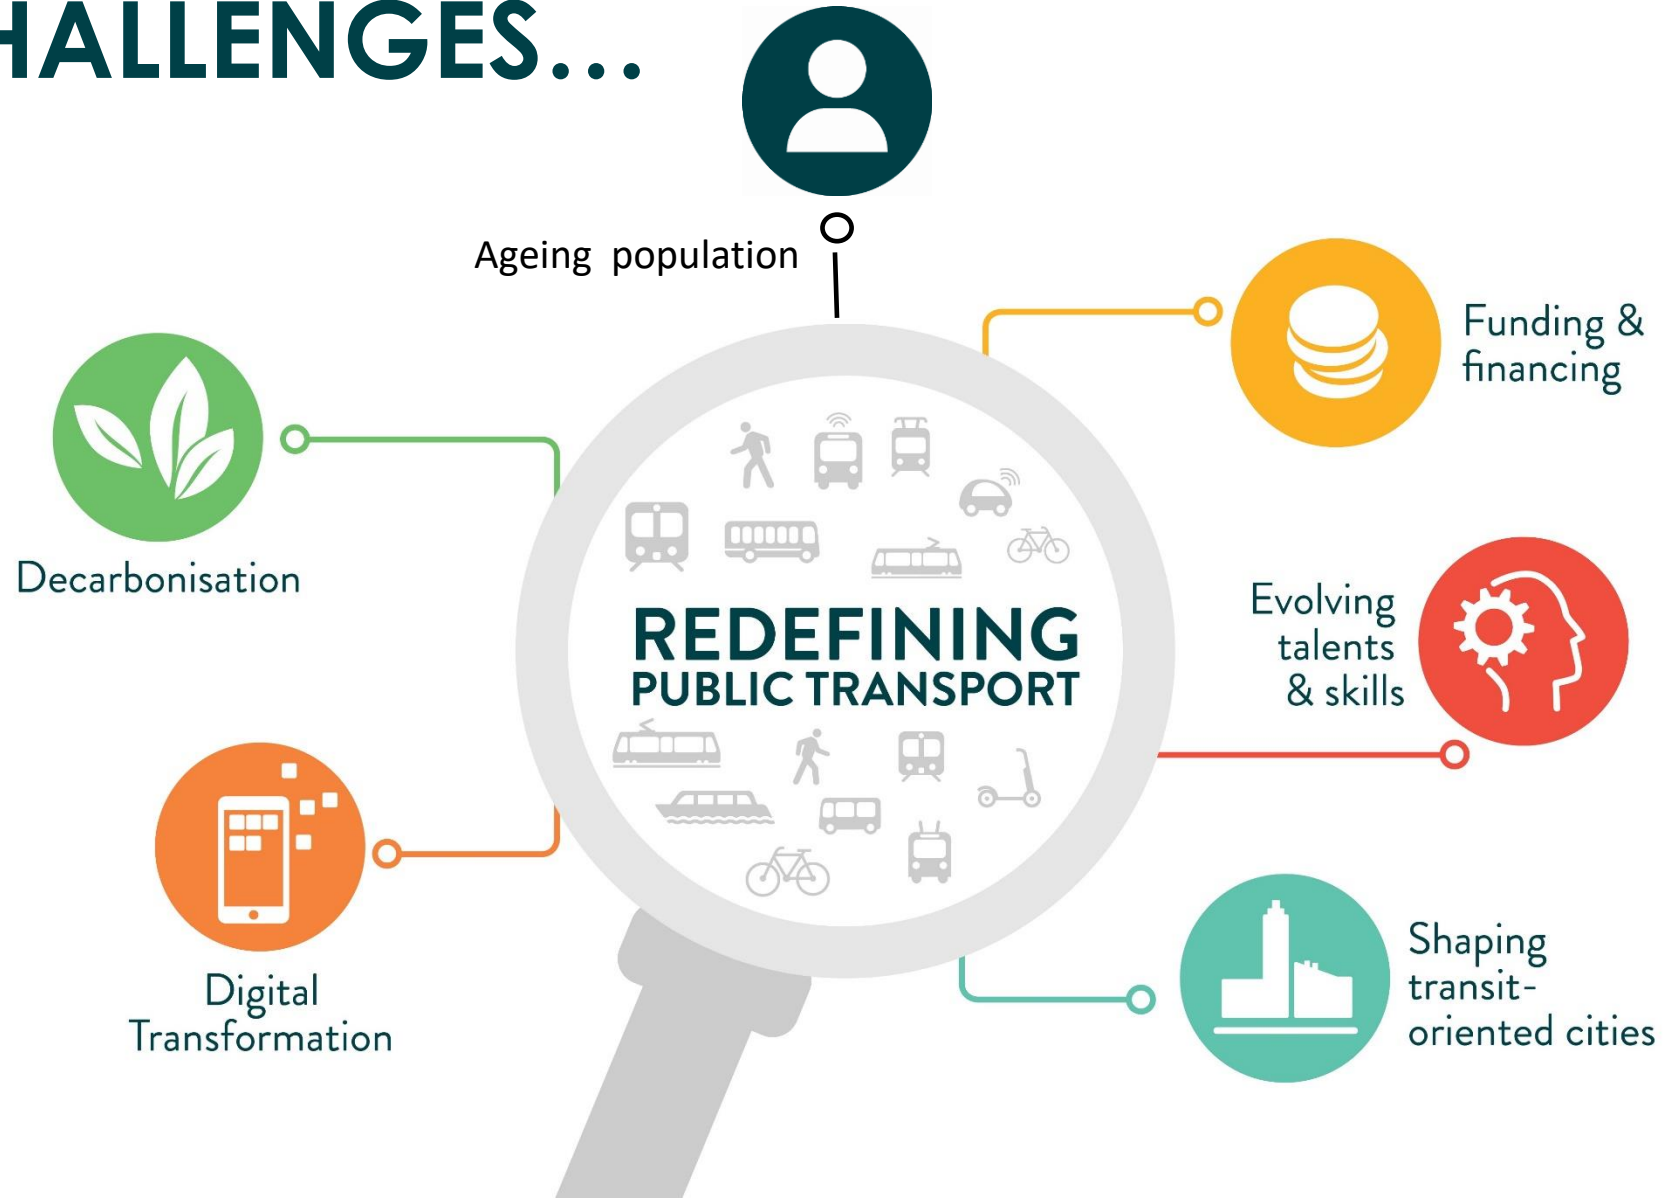 HALLENGES...
Ageing population
Funding &
financing
Decarbonisation
Evolving
talents
& skills
REDEFINING
PUBLIC TRANSPORT
Digital
Transformation
Shaping
transit-
oriented cities